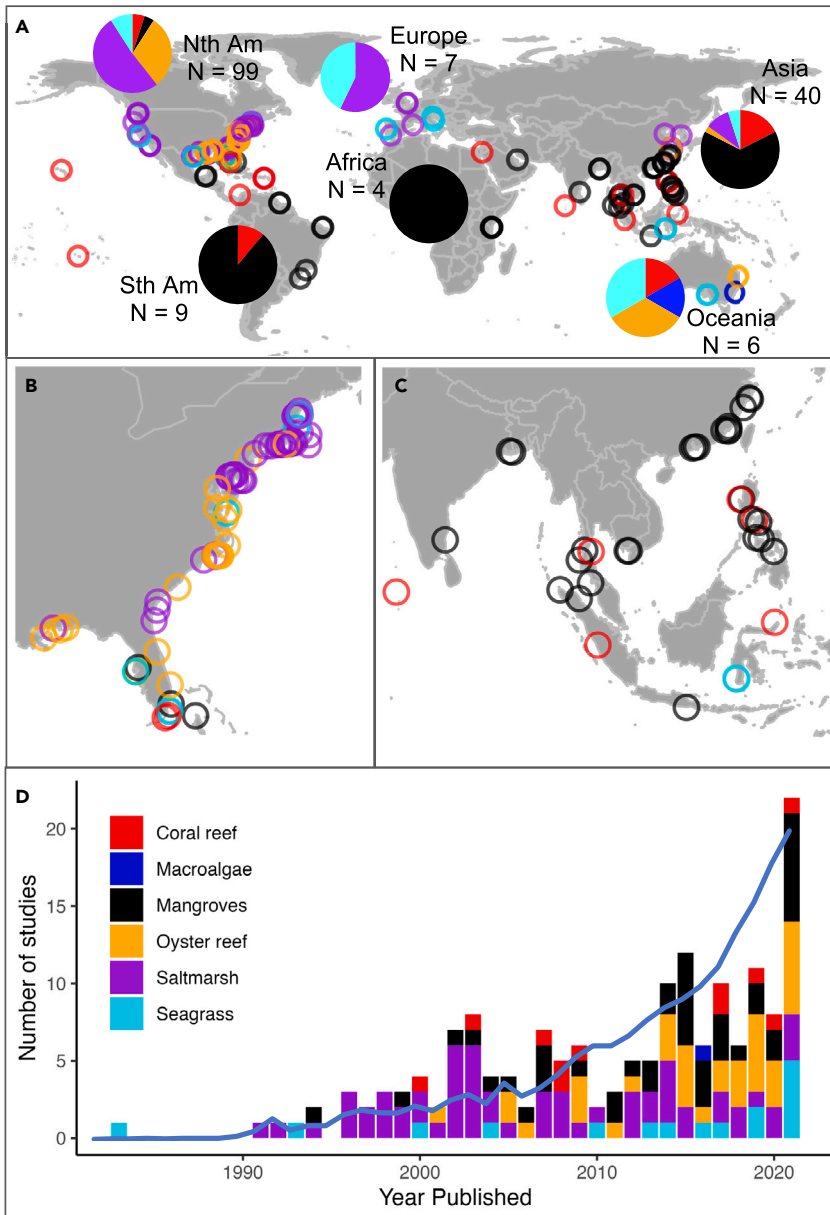 A
Nth Am
N = 99
Europe
N = 7
Asia
N = 40
Africa
N = 4
Sth Am
N = 9
Oceania
N = 6
B
C
D
Number of studies
20
15
10
5
0
Coral reef
Macroalgae
Mangroves
Oyster reef
Saltmarsh
Seagrass
1990
2000
2010
2020
Year Published